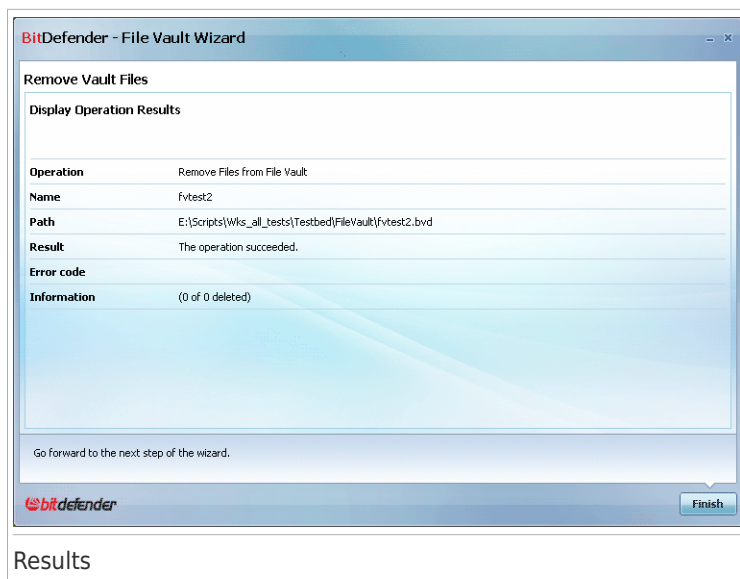 BitDefender - File Vault Wizard
Remove Vault Files
Display Operation Results
Operation Remove Files from File Vault
Name fvtest2
Path E:\Scripts\Wks_all_tests\Testbed\FileVault\fvtest2.bvd
Result The operation succeeded.
Error code
Information (0 of 0 deleted)
Go forward to the next step of the wizard.
bitdefender
Finish
Results